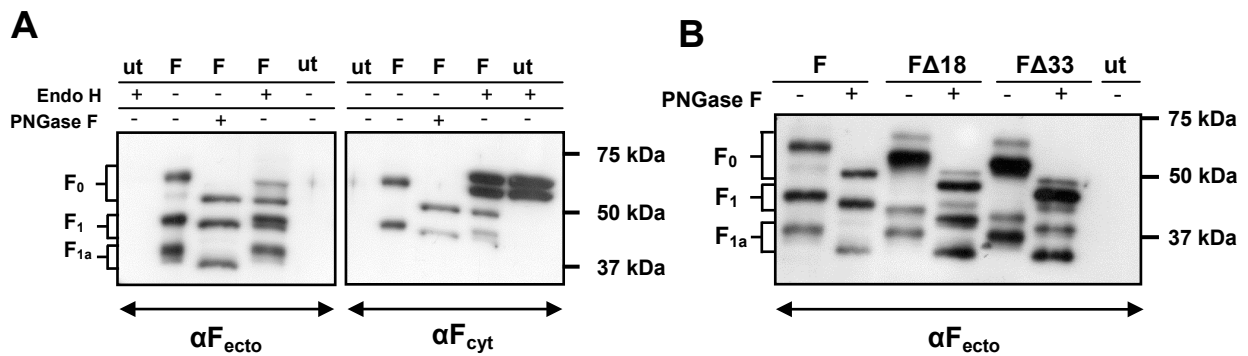 A
ut F F F ut ut F F F ut
Endo H + - - + - - - - + +
PNGase F - - + - - - - + - -
F0
F1
F1a
75 kDa
50 kDa
37 kDa
αFecto
αFcyt
B
F FΔ18 FΔ33 ut
PNGase F - + - + - + -
F0
F1
F1a
75 kDa
50 kDa
37 kDa
αFecto